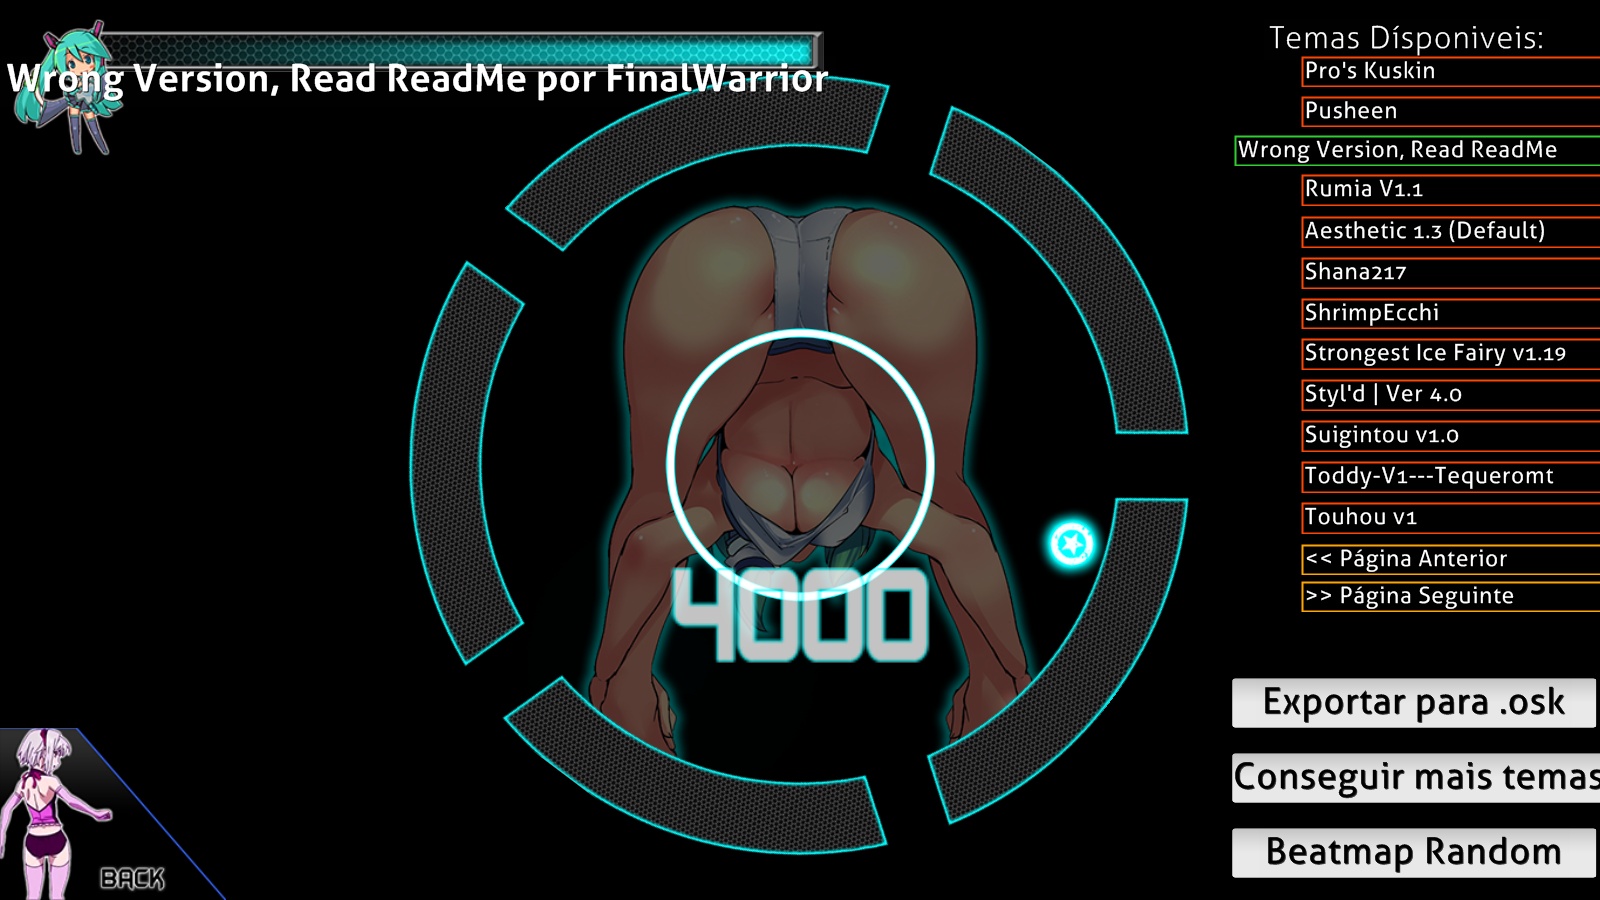 Wrong Version, Read ReadMe por FinalWarrior
4000
BACK
Temas Dísponiveis:
Pro's Kuskin
Pusheen
Wrong Version, Read ReadMe
Rumia V1.1
Aesthetic 1.3 (Default)
Shana217
ShrimpEcchi
Strongest Ice Fairy v1.19
Styl'd | Ver 4.0
Suigintou v1.0
Toddy-V1---Tequeromt
Touhou v1
<< Página Anterior
>> Página Seguinte
Exportar para .osk
Conseguir mais temas
Beatmap Random